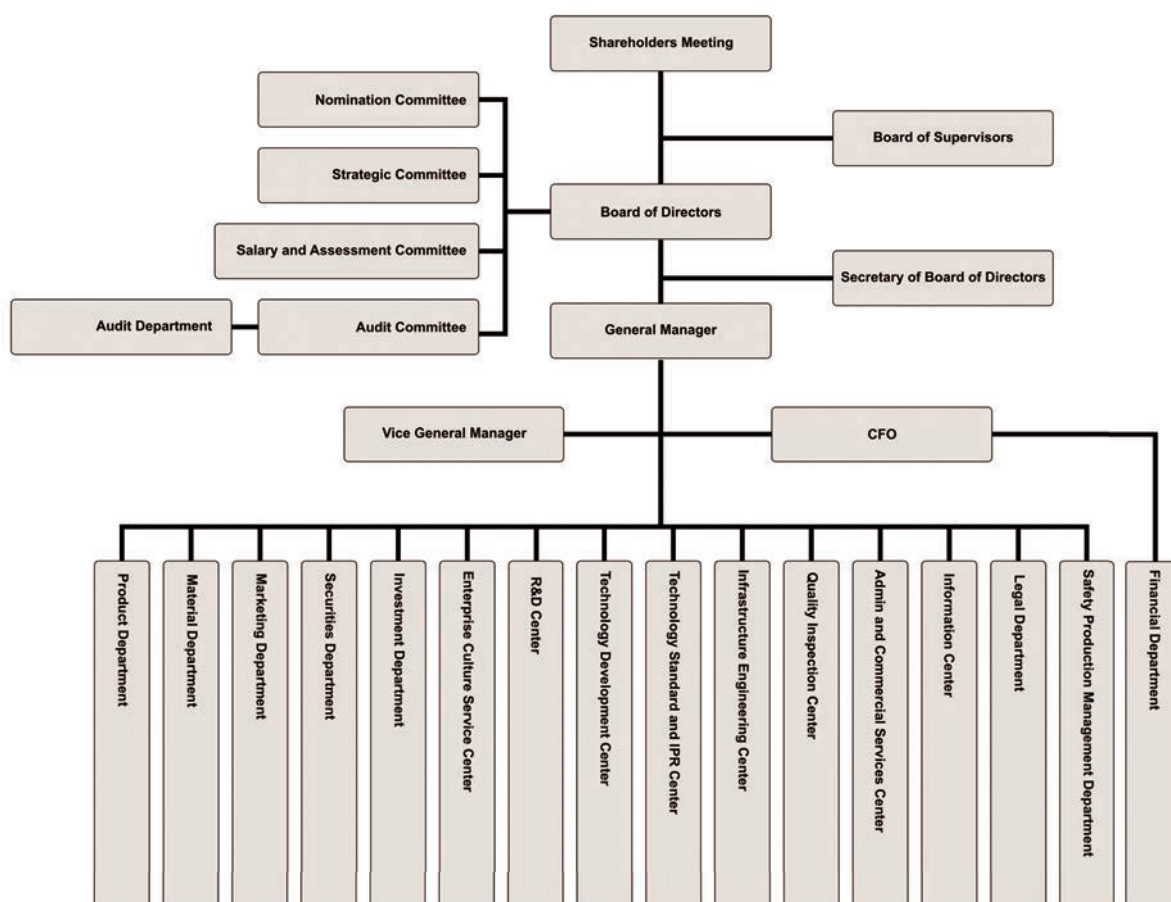 Shareholders Meeting
Nomination Committee
Board of Supervisors
Strategic Committee
Board of Directors
Salary and Assessment Committee
Secretary of Board of Directors
Audit Department
Audit Committee
General Manager
Vice General Manager
CFO
Product Department
Material Department
Marketing Department
Securities Department
Investment Department
Enterprise Culture Service Center
R&D Center
Technology Development Center
Technology Standard and IPR Center
Infrastructure Engineering Center
Quality Inspection Center
Admin and Commercial Services Center
Information Center
Legal Department
Safety Production Management Department
Financial Department